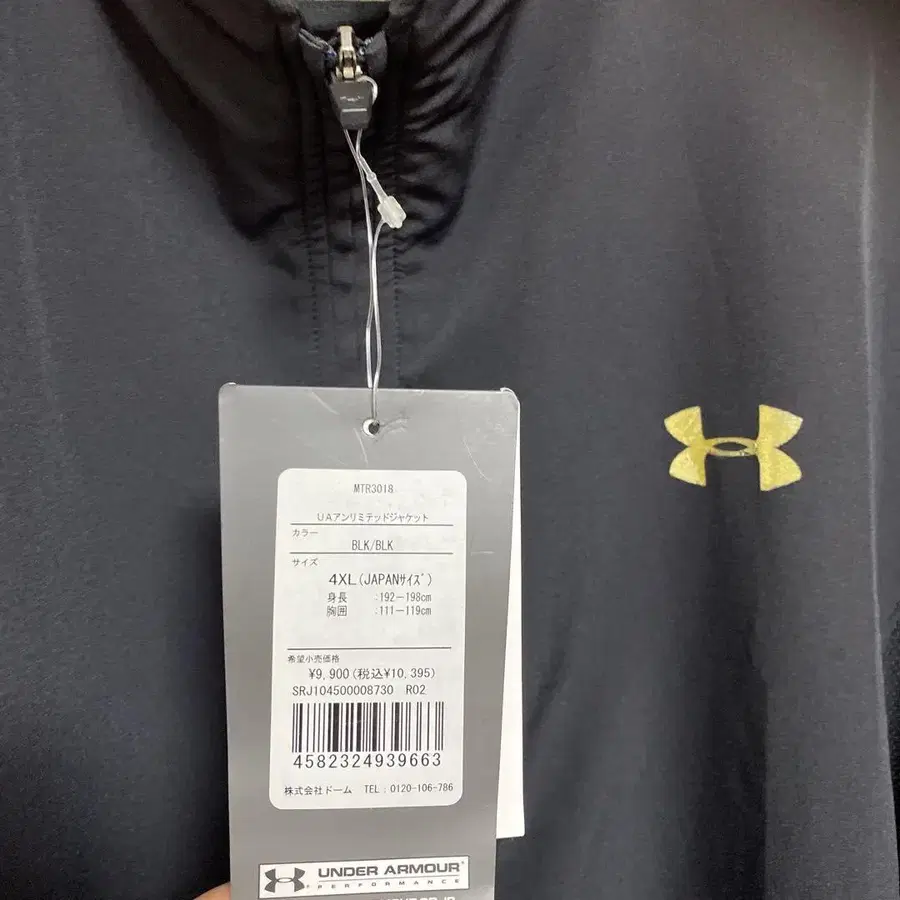 MTR3018
UAアンリミテッドジャケット
カラー
BLK/BLK
サイズ
4XL(JAPANｻｲｽﾞ)
身長 :192-198cm
胸囲 :111-119cm
希望小売価格
¥9,900(税込¥10,395)
SRJ104500008730 R02
4582324939663
株式会社ドーム TEL:0120-106-786
UNDER ARMOUR
PERFORMANCE